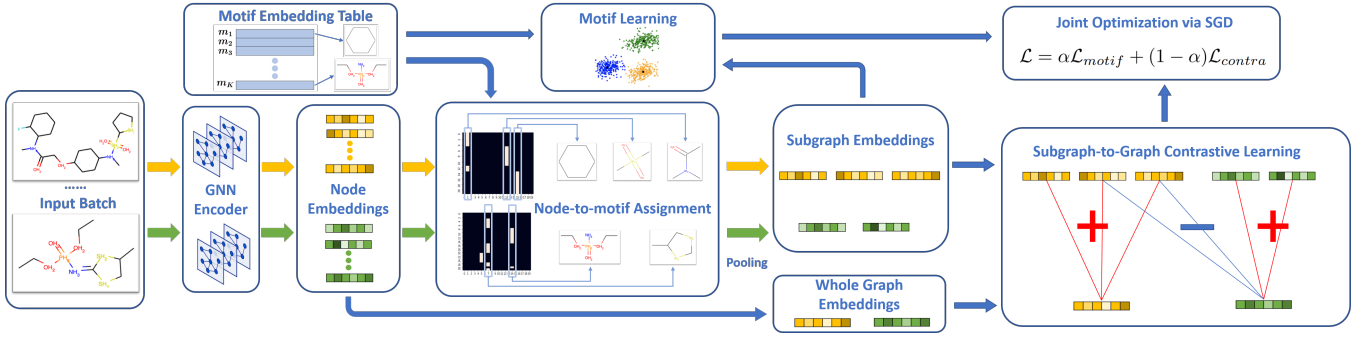 Motif Embedding Table
m1
m2
m3
mK
Motif Learning
Joint Optimization via SGD
ℒ = αℒmotif + (1 − α)ℒcontra
Input Batch
......
GNN
Encoder
Node
Embeddings
Node-to-motif Assignment
Pooling
Subgraph Embeddings
Whole Graph
Embeddings
Subgraph-to-Graph Contrastive Learning